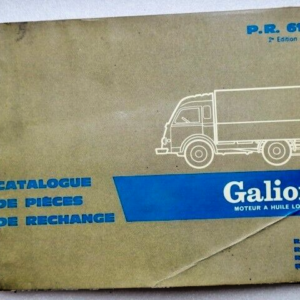 P.R. 61
2e Edition
CATALOGUE
DE PIÈCES
DE RECHANGE
Galion
MOTEUR A HUILE LO